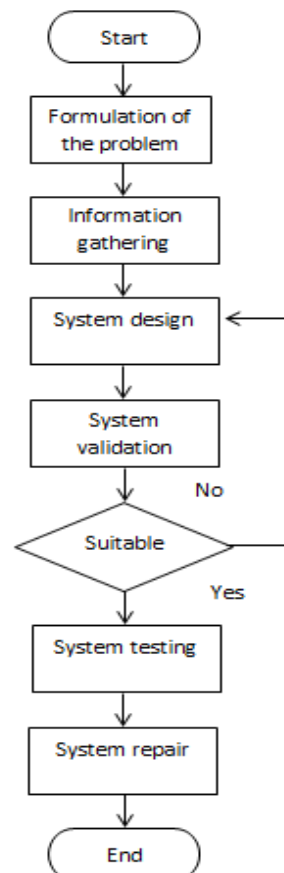 Start
Formulation of
the problem
Information
gathering
System design
System
validation
No
Suitable
Yes
System testing
System repair
End